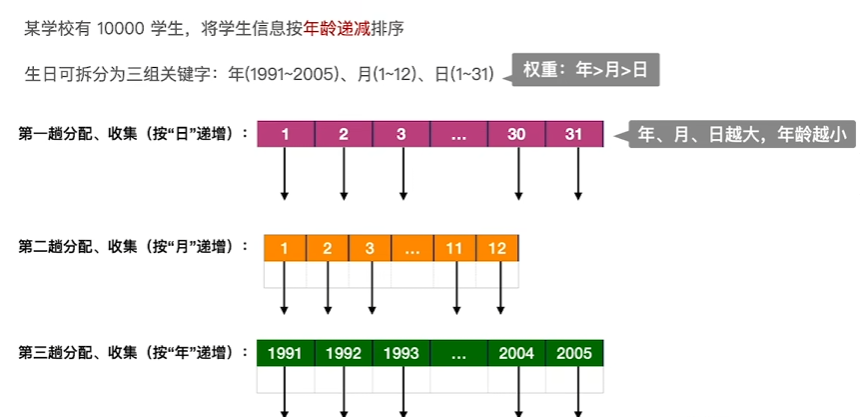 某学校有 10000 学生，将学生信息按年龄递减排序
生日可拆分为三组关键字：年(1991~2005)、月(1~12)、日(1~31)
权重：年>月>日
第一趟分配、收集（按“日”递增）：
1 2 3 ... 30 31
年、月、日越大，年龄越小
第二趟分配、收集（按“月”递增）：
1 2 3 ... 11 12
第三趟分配、收集（按“年”递增）：
1991 1992 1993 ... 2004 2005